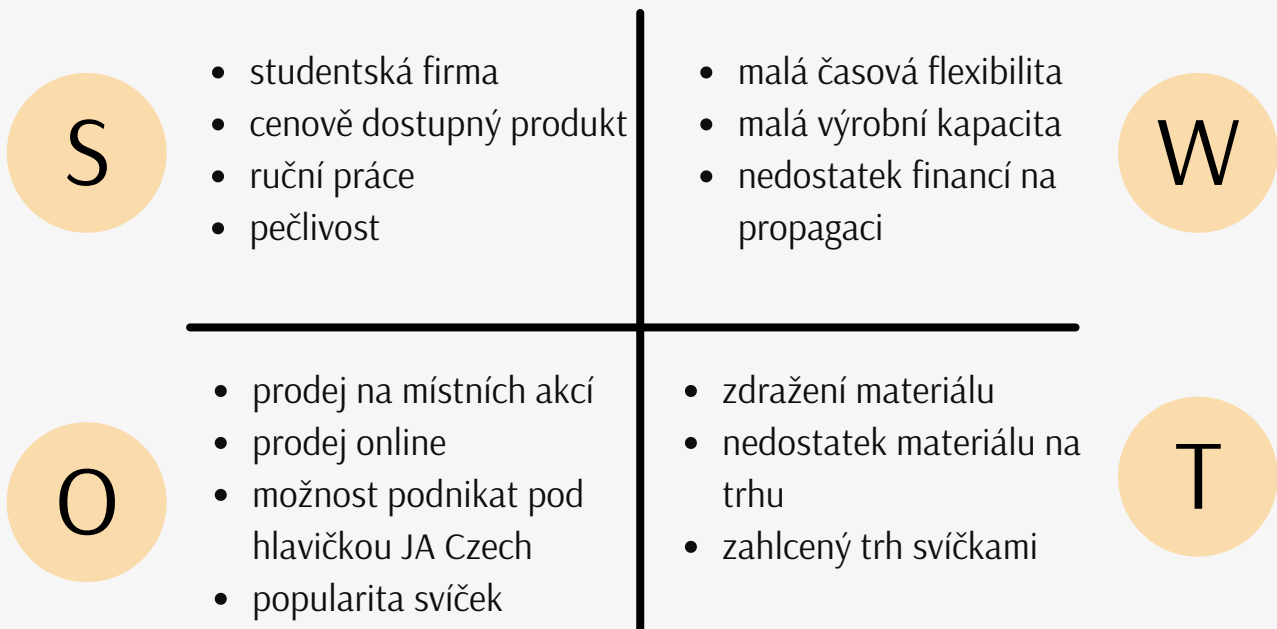 S
• studentská firma
• cenově dostupný produkt
• ruční práce
• pečlivost
W
• malá časová flexibilita
• malá výrobní kapacita
• nedostatek financí na
propagaci
O
• prodej na místních akcí
• prodej online
• možnost podnikat pod
hlavičkou JA Czech
• popularita svíček
T
• zdražení materiálu
• nedostatek materiálu na
trhu
• zahlcený trh svíčkami